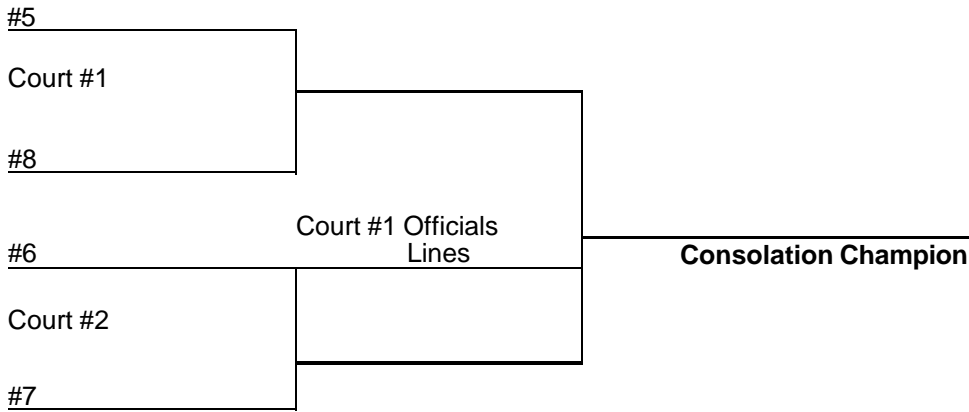 #5
Court #1
#8
Court #1 Officials
Lines
#6
Consolation Champion
Court #2
#7